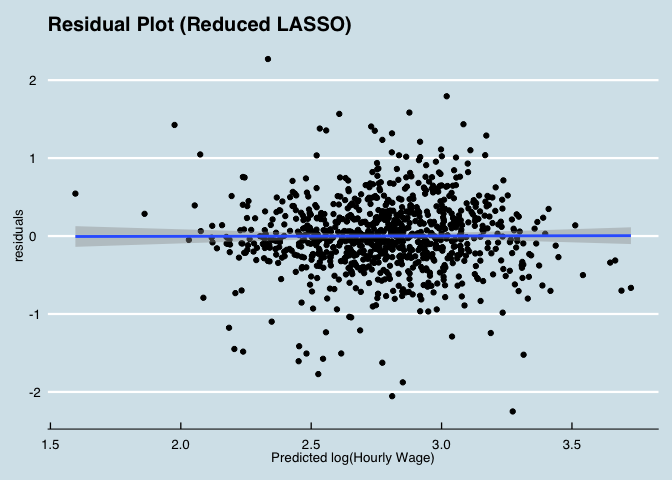 Residual Plot (Reduced LASSO)
2
1
0
-1
-2
residuals
1.5 2.0 2.5 3.0 3.5
Predicted log(Hourly Wage)